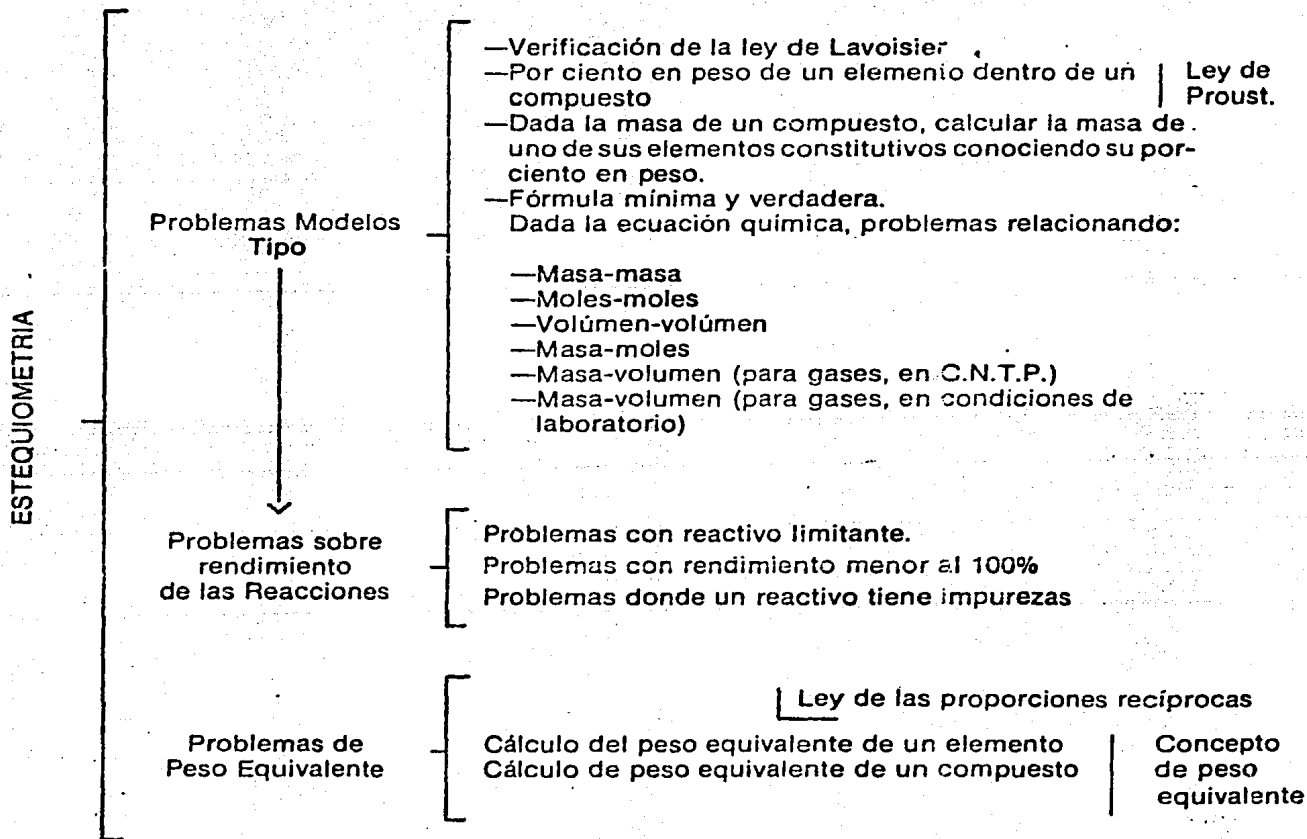 ESTEQUIOMETRIA
Problemas Modelos
Tipo
—Verificación de la ley de Lavoisier
—Por ciento en peso de un elemento dentro de un
compuesto
Ley de
Proust.
—Dada la masa de un compuesto, calcular la masa de
uno de sus elementos constitutivos conociendo su por-
ciento en peso.
—Fórmula mínima y verdadera.
Dada la ecuación química, problemas relacionando:
—Masa-masa
—Moles-moles
—Volúmen-volúmen
—Masa-moles
—Masa-volumen (para gases, en C.N.T.P.)
—Masa-volumen (para gases, en condiciones de
laboratorio)
Problemas sobre
rendimiento
de las Reacciones
Problemas con reactivo limitante.
Problemas con rendimiento menor al 100%
Problemas donde un reactivo tiene impurezas
Problemas de
Peso Equivalente
Ley de las proporciones recíprocas
Cálculo del peso equivalente de un elemento
Cálculo de peso equivalente de un compuesto
Concepto
de peso
equivalente